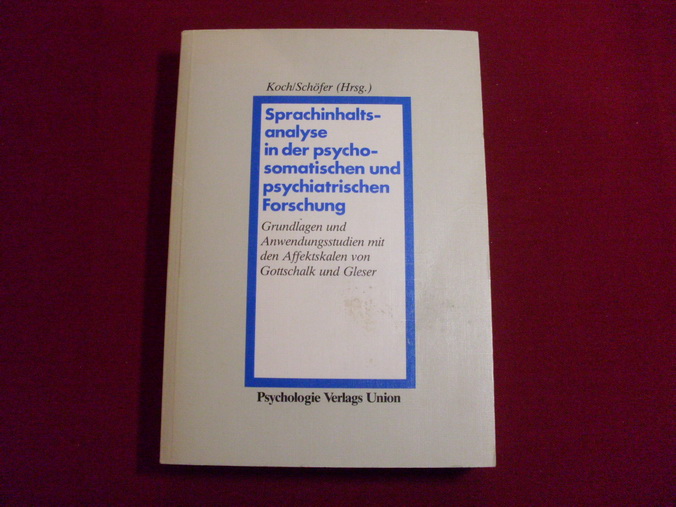 Koch/Schöfer (Hrsg.)
Sprachinhalts-
analyse
in der psycho-
somatischen und
psychiatrischen
Forschung
Grundlagen und
Anwendungsstudien mit
den Affektskalen von
Gottschalk und Gleser
Psychologie Verlags Union